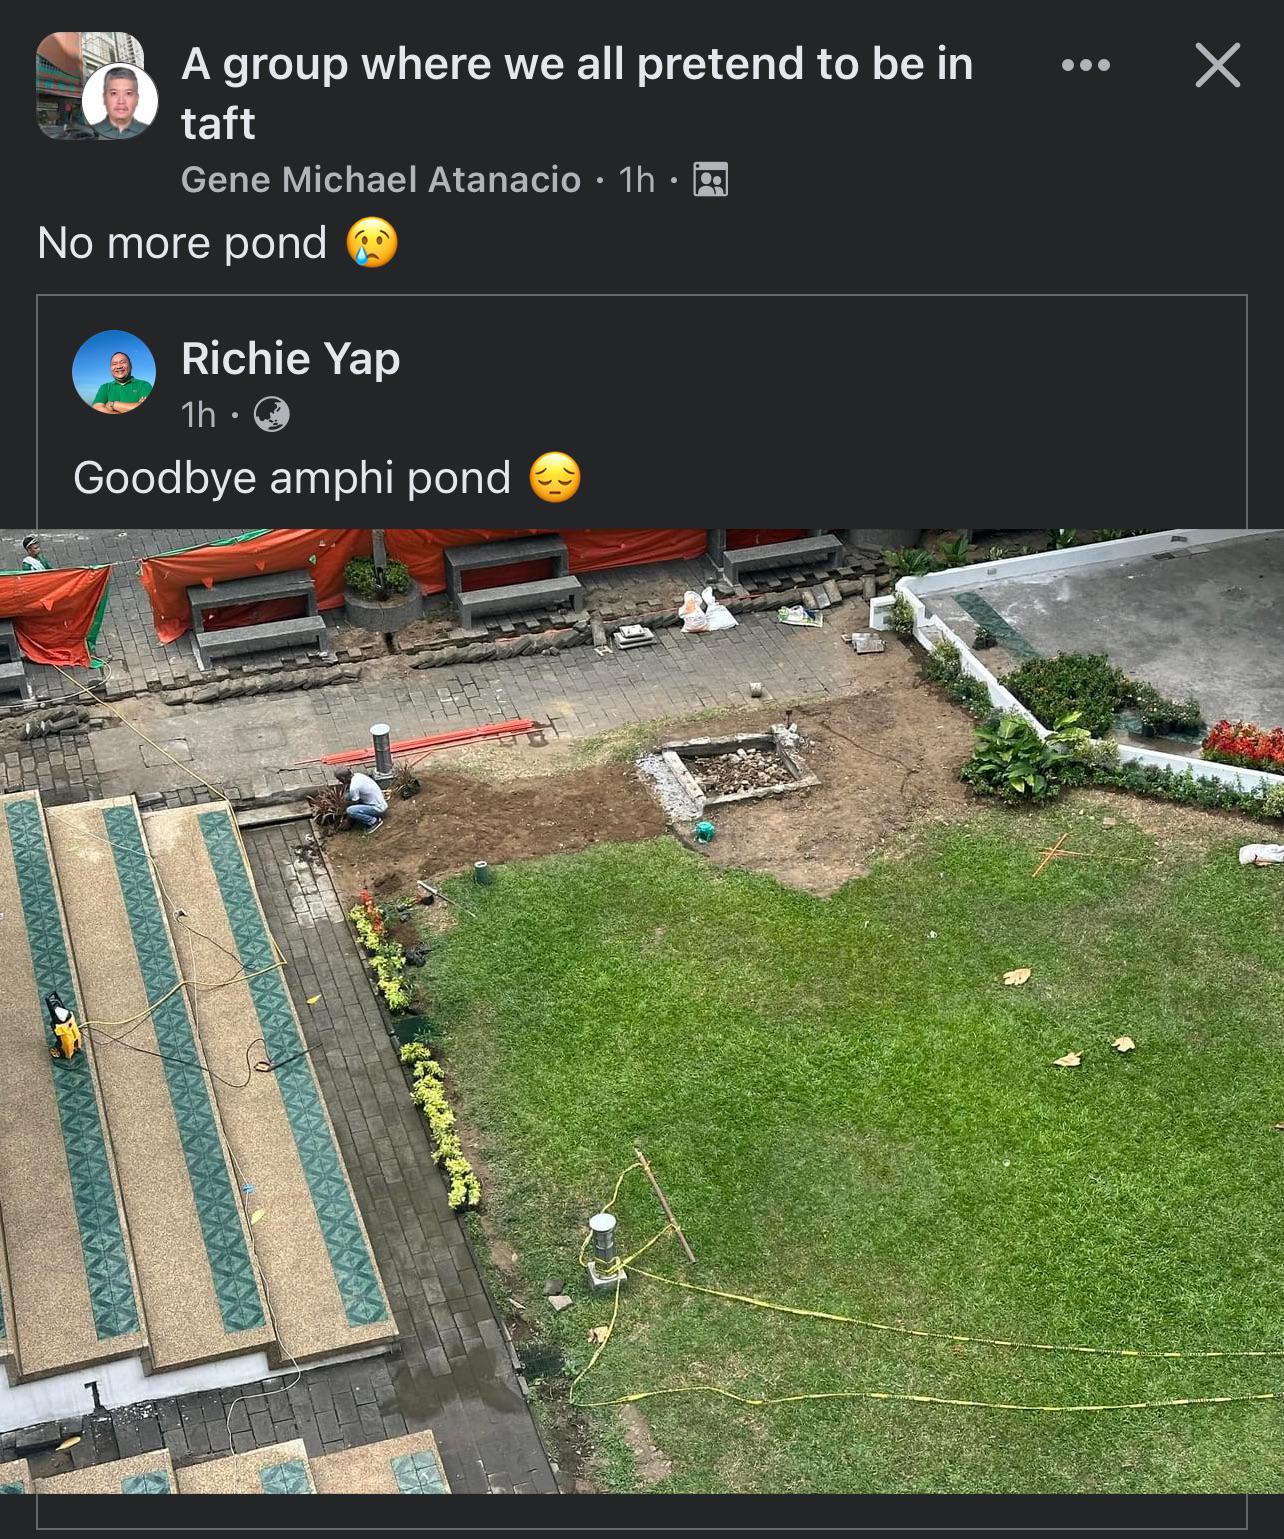 A group where we all pretend to be in
taft
Gene Michael Atanacio · 1h ·
No more pond 😢
Richie Yap
1h ·
Goodbye amphi pond 😔